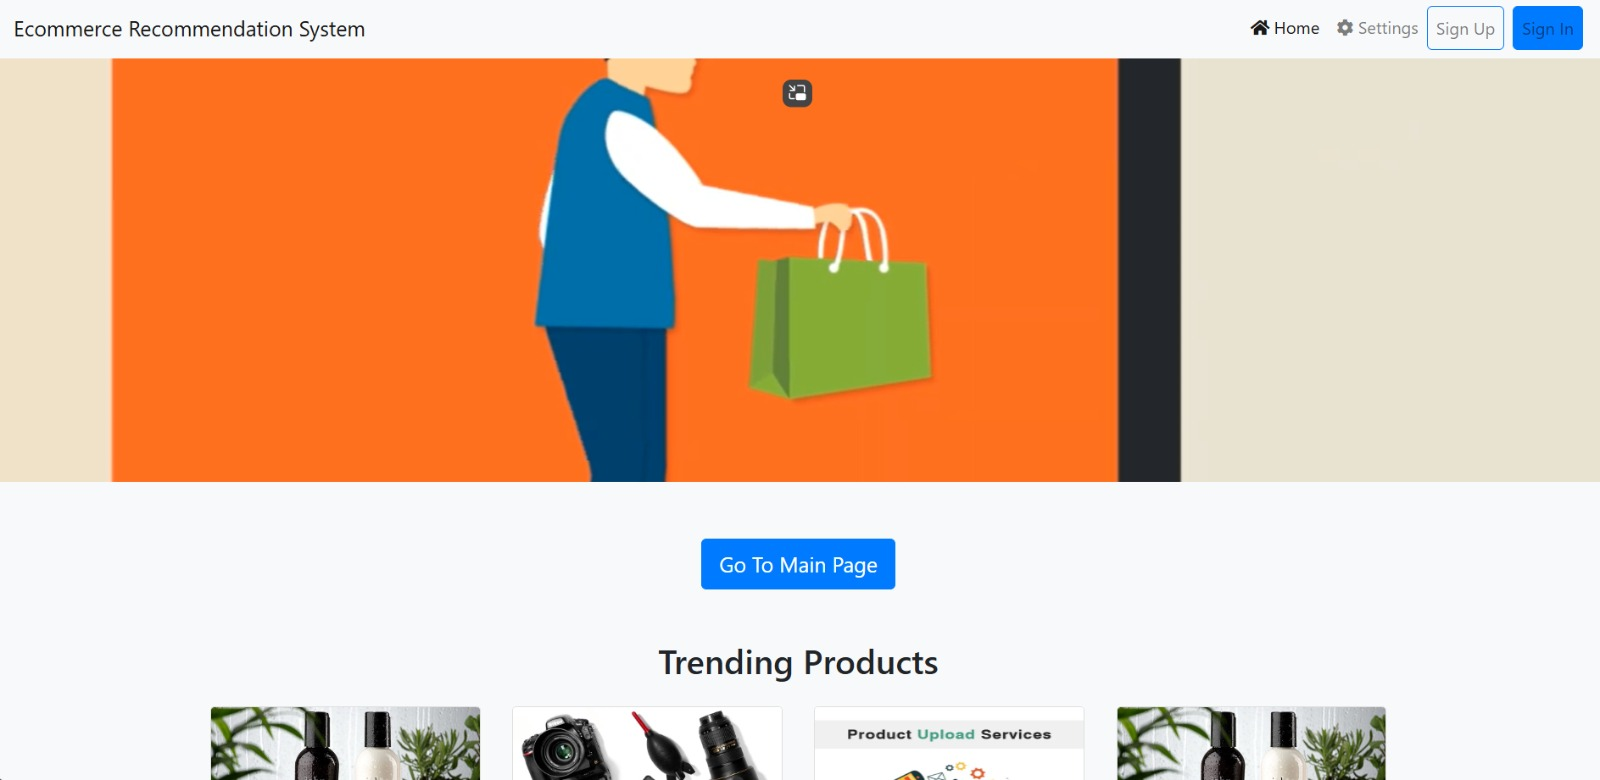 Ecommerce Recommendation System
Home Settings Sign Up Sign In
Go To Main Page
Trending Products
Product Upload Services